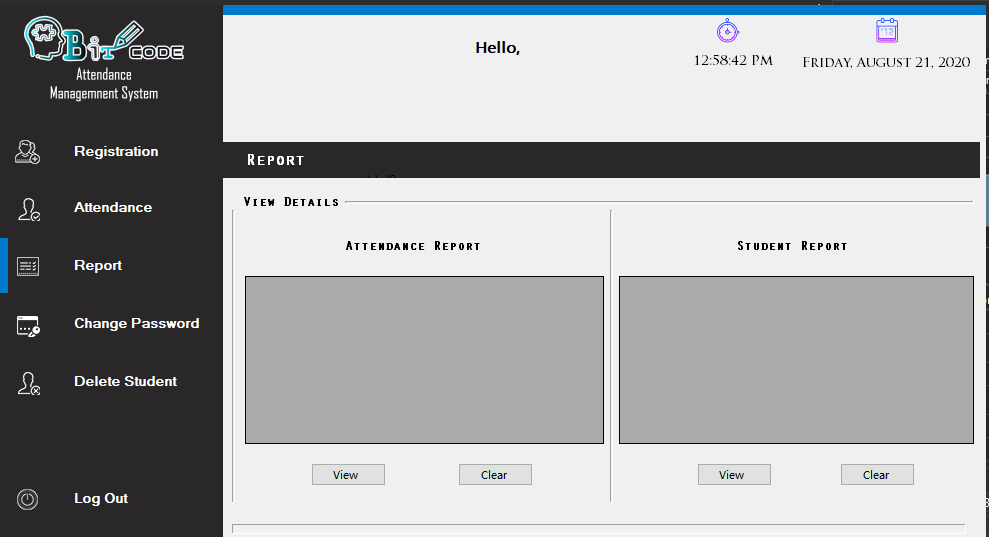 Bit CODE
Attendance
Managemnent System
Hello,
12:58:42 PM
12
Friday, August 21, 2020
Registration
Attendance
Report
Change Password
Delete Student
Log Out
Report
View Details
Attendance Report
Student Report
View
Clear
View
Clear